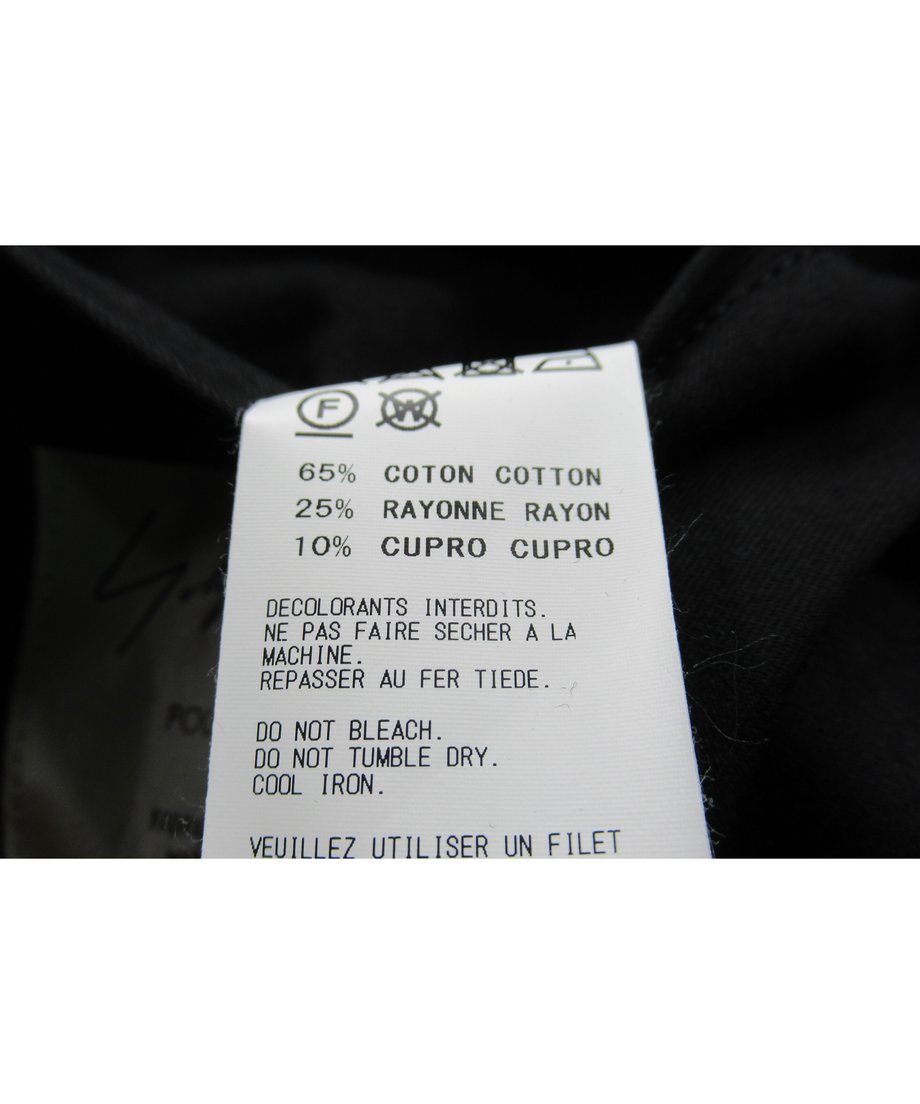 F W
65% COTON COTTON
25% RAYONNE RAYON
10% CUPRO CUPRO
DECOLORANTS INTERDITS.
NE PAS FAIRE SECHER A LA
MACHINE.
REPASSER AU FER TIEDE.
DO NOT BLEACH.
DO NOT TUMBLE DRY.
COOL IRON.
VEUILLEZ UTILISER UN FILET